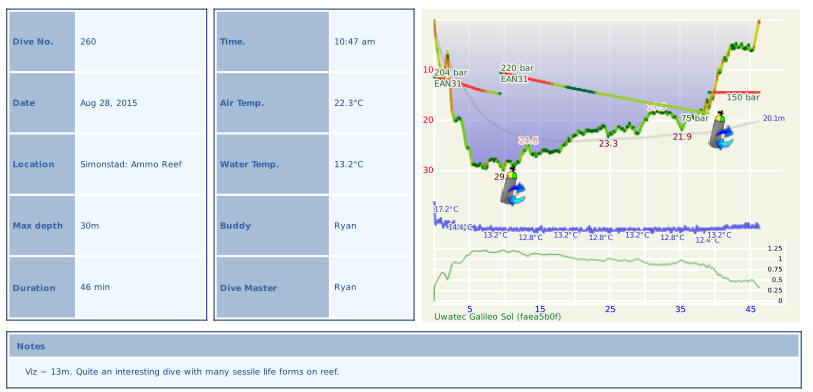 Dive No. 260
Date Aug 28, 2015
Location Simonstad: Ammo Reef
Max depth 30m
Duration 46 min
Time. 10:47 am
Air Temp. 22.3°C
Water Temp. 13.2°C
Buddy Ryan
Dive Master Ryan
10
20
30
204 bar
EAN31
220 bar
EAN31
150 bar
75 bar
20.1m
24.8
23.3
21.9
29
17.2°C
14.4°C
13.2°C
12.8°C
13.2°C
12.8°C
13.2°C
12.8°C
12.4°C
13.2°C
1.25
1
0.75
0.5
0.25
0
5 15 25 35 45
Uwatec Galileo Sol (faea5b0f)
Notes
Viz ~ 13m. Quite an interesting dive with many sessile life forms on reef.